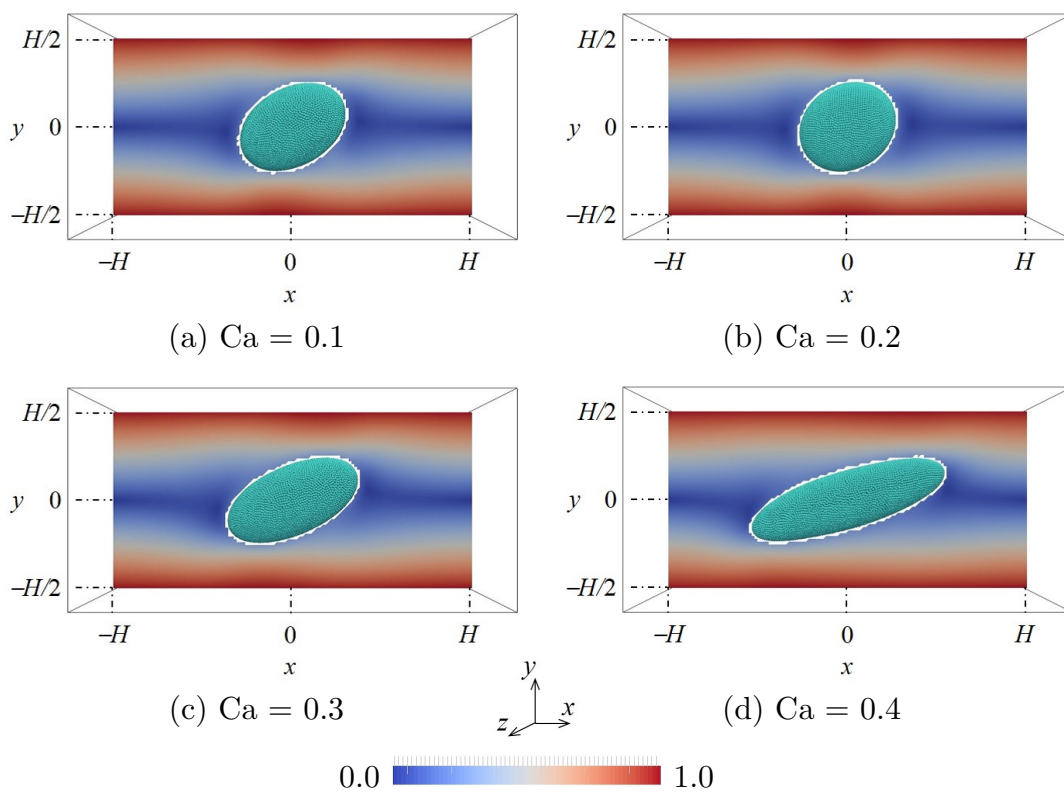 H/2
y 0
−H/2
−H 0 H
x
(a) Ca = 0.1
H/2
y 0
−H/2
−H 0 H
x
(b) Ca = 0.2
H/2
y 0
−H/2
−H 0 H
x
(c) Ca = 0.3
H/2
y 0
−H/2
−H 0 H
x
(d) Ca = 0.4
y
x
z
0.0 1.0